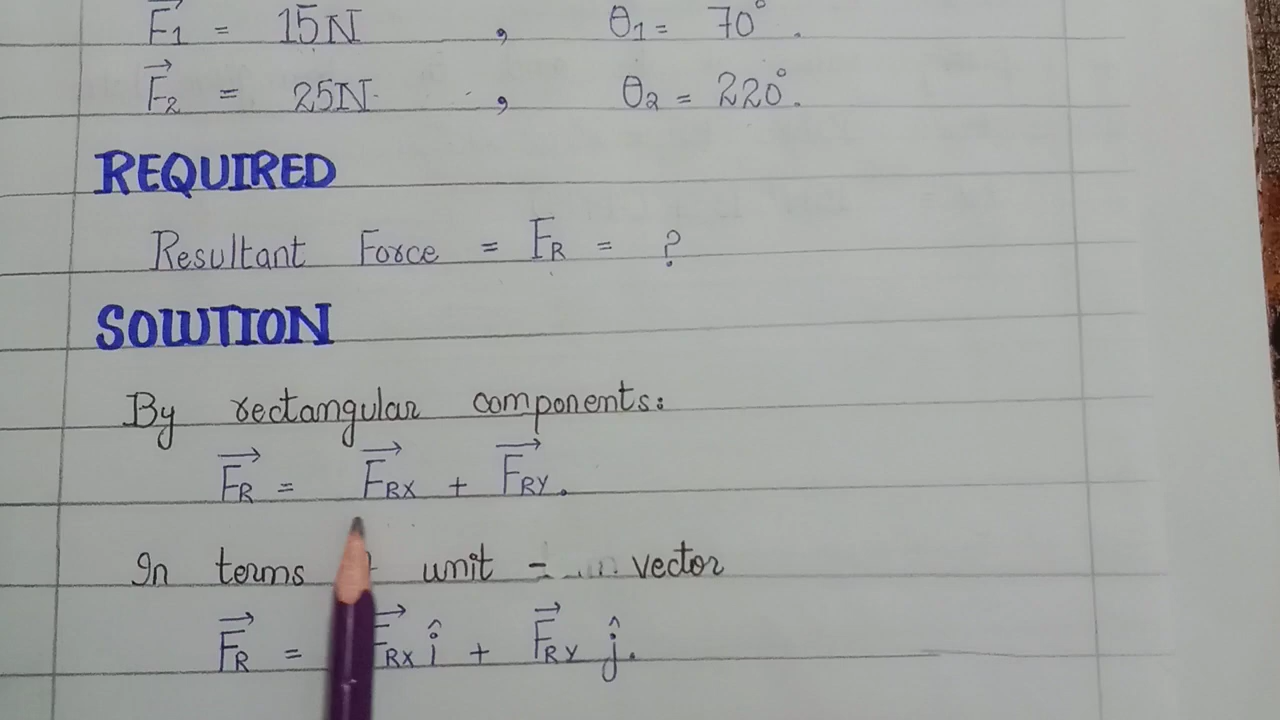 F1 = 15N , θ1 = 70° .
F2 = 25N , θ2 = 220° .
REQUIRED
Resultant Force = FR = ?
SOLUTION
By rectangular components:
FR = FRX + FRY .
In terms unit - vector
FR = FRX î + FRY ĵ .